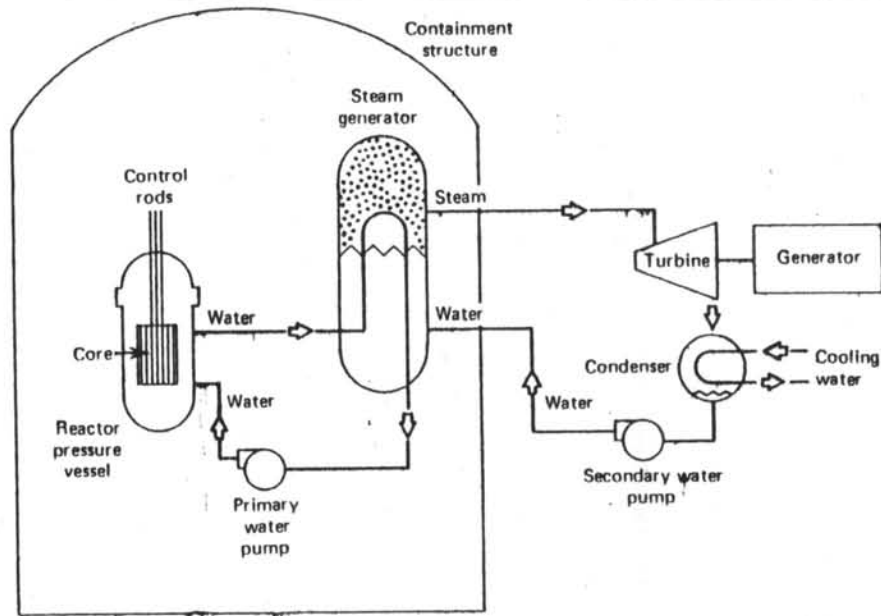 Containment
structure
Steam
generator
Control
rods
Steam
Turbine
Generator
Water
Water
Core
Condenser
Cooling
water
Water
Water
Reactor
pressure
vessel
Primary
water
pump
Secondary water
pump